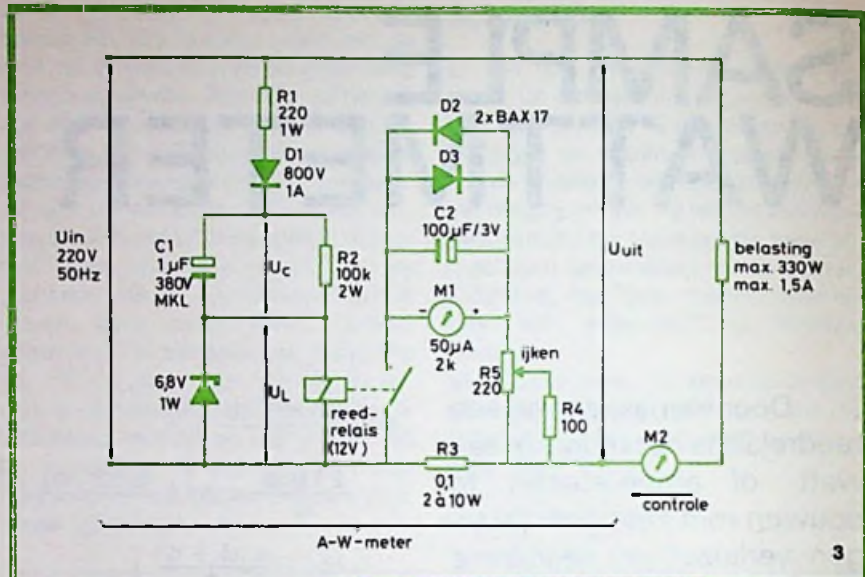 R1
220
1W
D1
800V
1A
D2
2xBAX 17
D3
C2
100µF/3V
Uin
220V
50Hz
C1
1µF
380V
MKL
Uc
R2
100k
2W
Uuit
belasting
max. 330W
max. 1,5A
M1
- +
50µA
2k
ijken
R5
220
R4
100
6,8V
1W
UL
reed-
relais
(12V)
R3
0,1
2 à 10W
M2
controle
A-W-meter
3